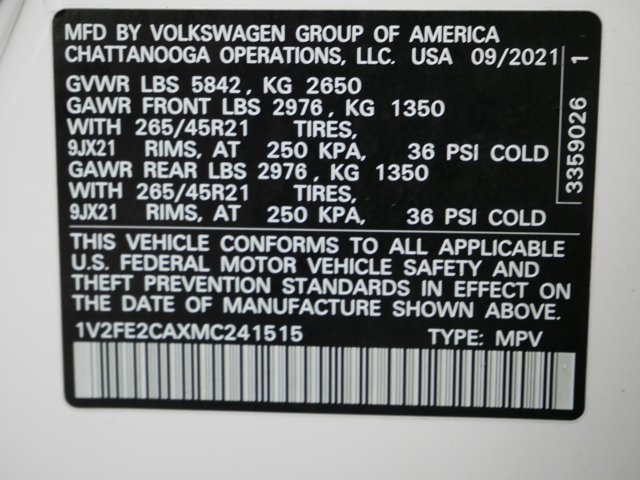 MFD BY VOLKSWAGEN GROUP OF AMERICA
CHATTANOOGA OPERATIONS, LLC. USA 09/2021
GVWR LBS 5842, KG 2650
GAWR FRONT LBS 2976, KG 1350
WITH 265/45R21 TIRES,
9JX21 RIMS, AT 250 KPA, 36 PSI COLD
GAWR REAR LBS 2976, KG 1350
WITH 265/45R21 TIRES,
9JX21 RIMS, AT 250 KPA, 36 PSI COLD
THIS VEHICLE CONFORMS TO ALL APPLICABLE
U.S. FEDERAL MOTOR VEHICLE SAFETY AND
THEFT PREVENTION STANDARDS IN EFFECT ON
THE DATE OF MANUFACTURE SHOWN ABOVE.
1V2FE2CAXMC241515 TYPE: MPV
3359026 1